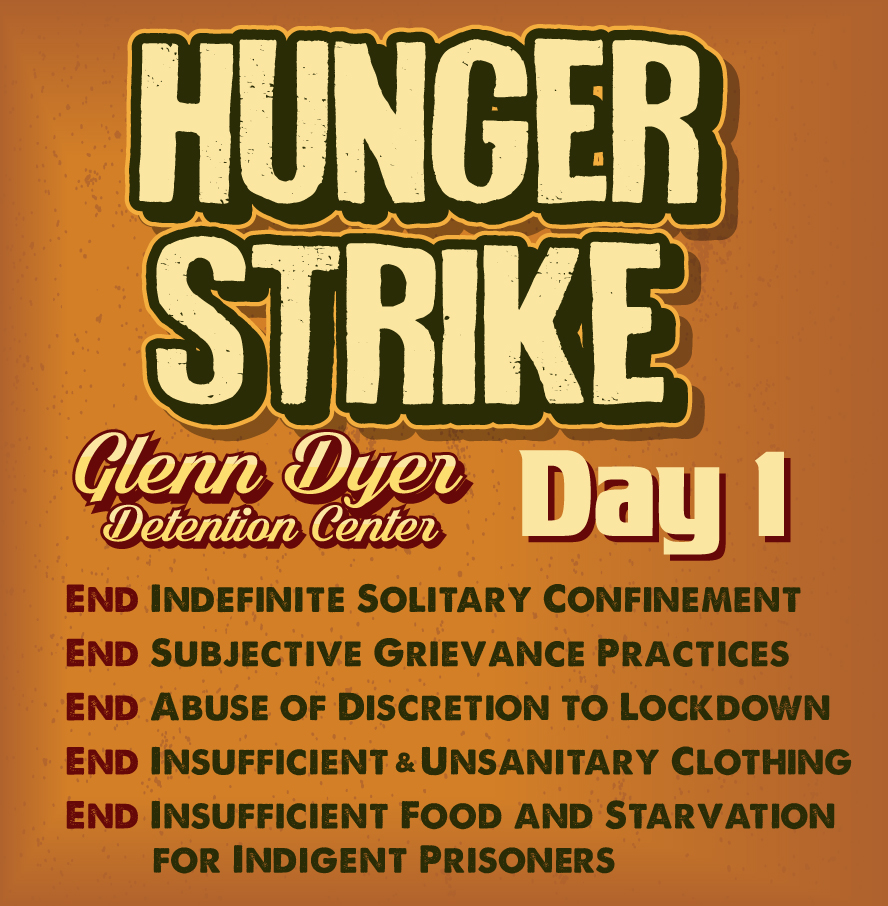 HUNGER
STRIKE
Glenn Dyer
Detention Center
Day 1
END INDEFINITE SOLITARY CONFINEMENT
END SUBJECTIVE GRIEVANCE PRACTICES
END ABUSE OF DISCRETION TO LOCKDOWN
END INSUFFICIENT & UNSANITARY CLOTHING
END INSUFFICIENT FOOD AND STARVATION
FOR INDIGENT PRISONERS